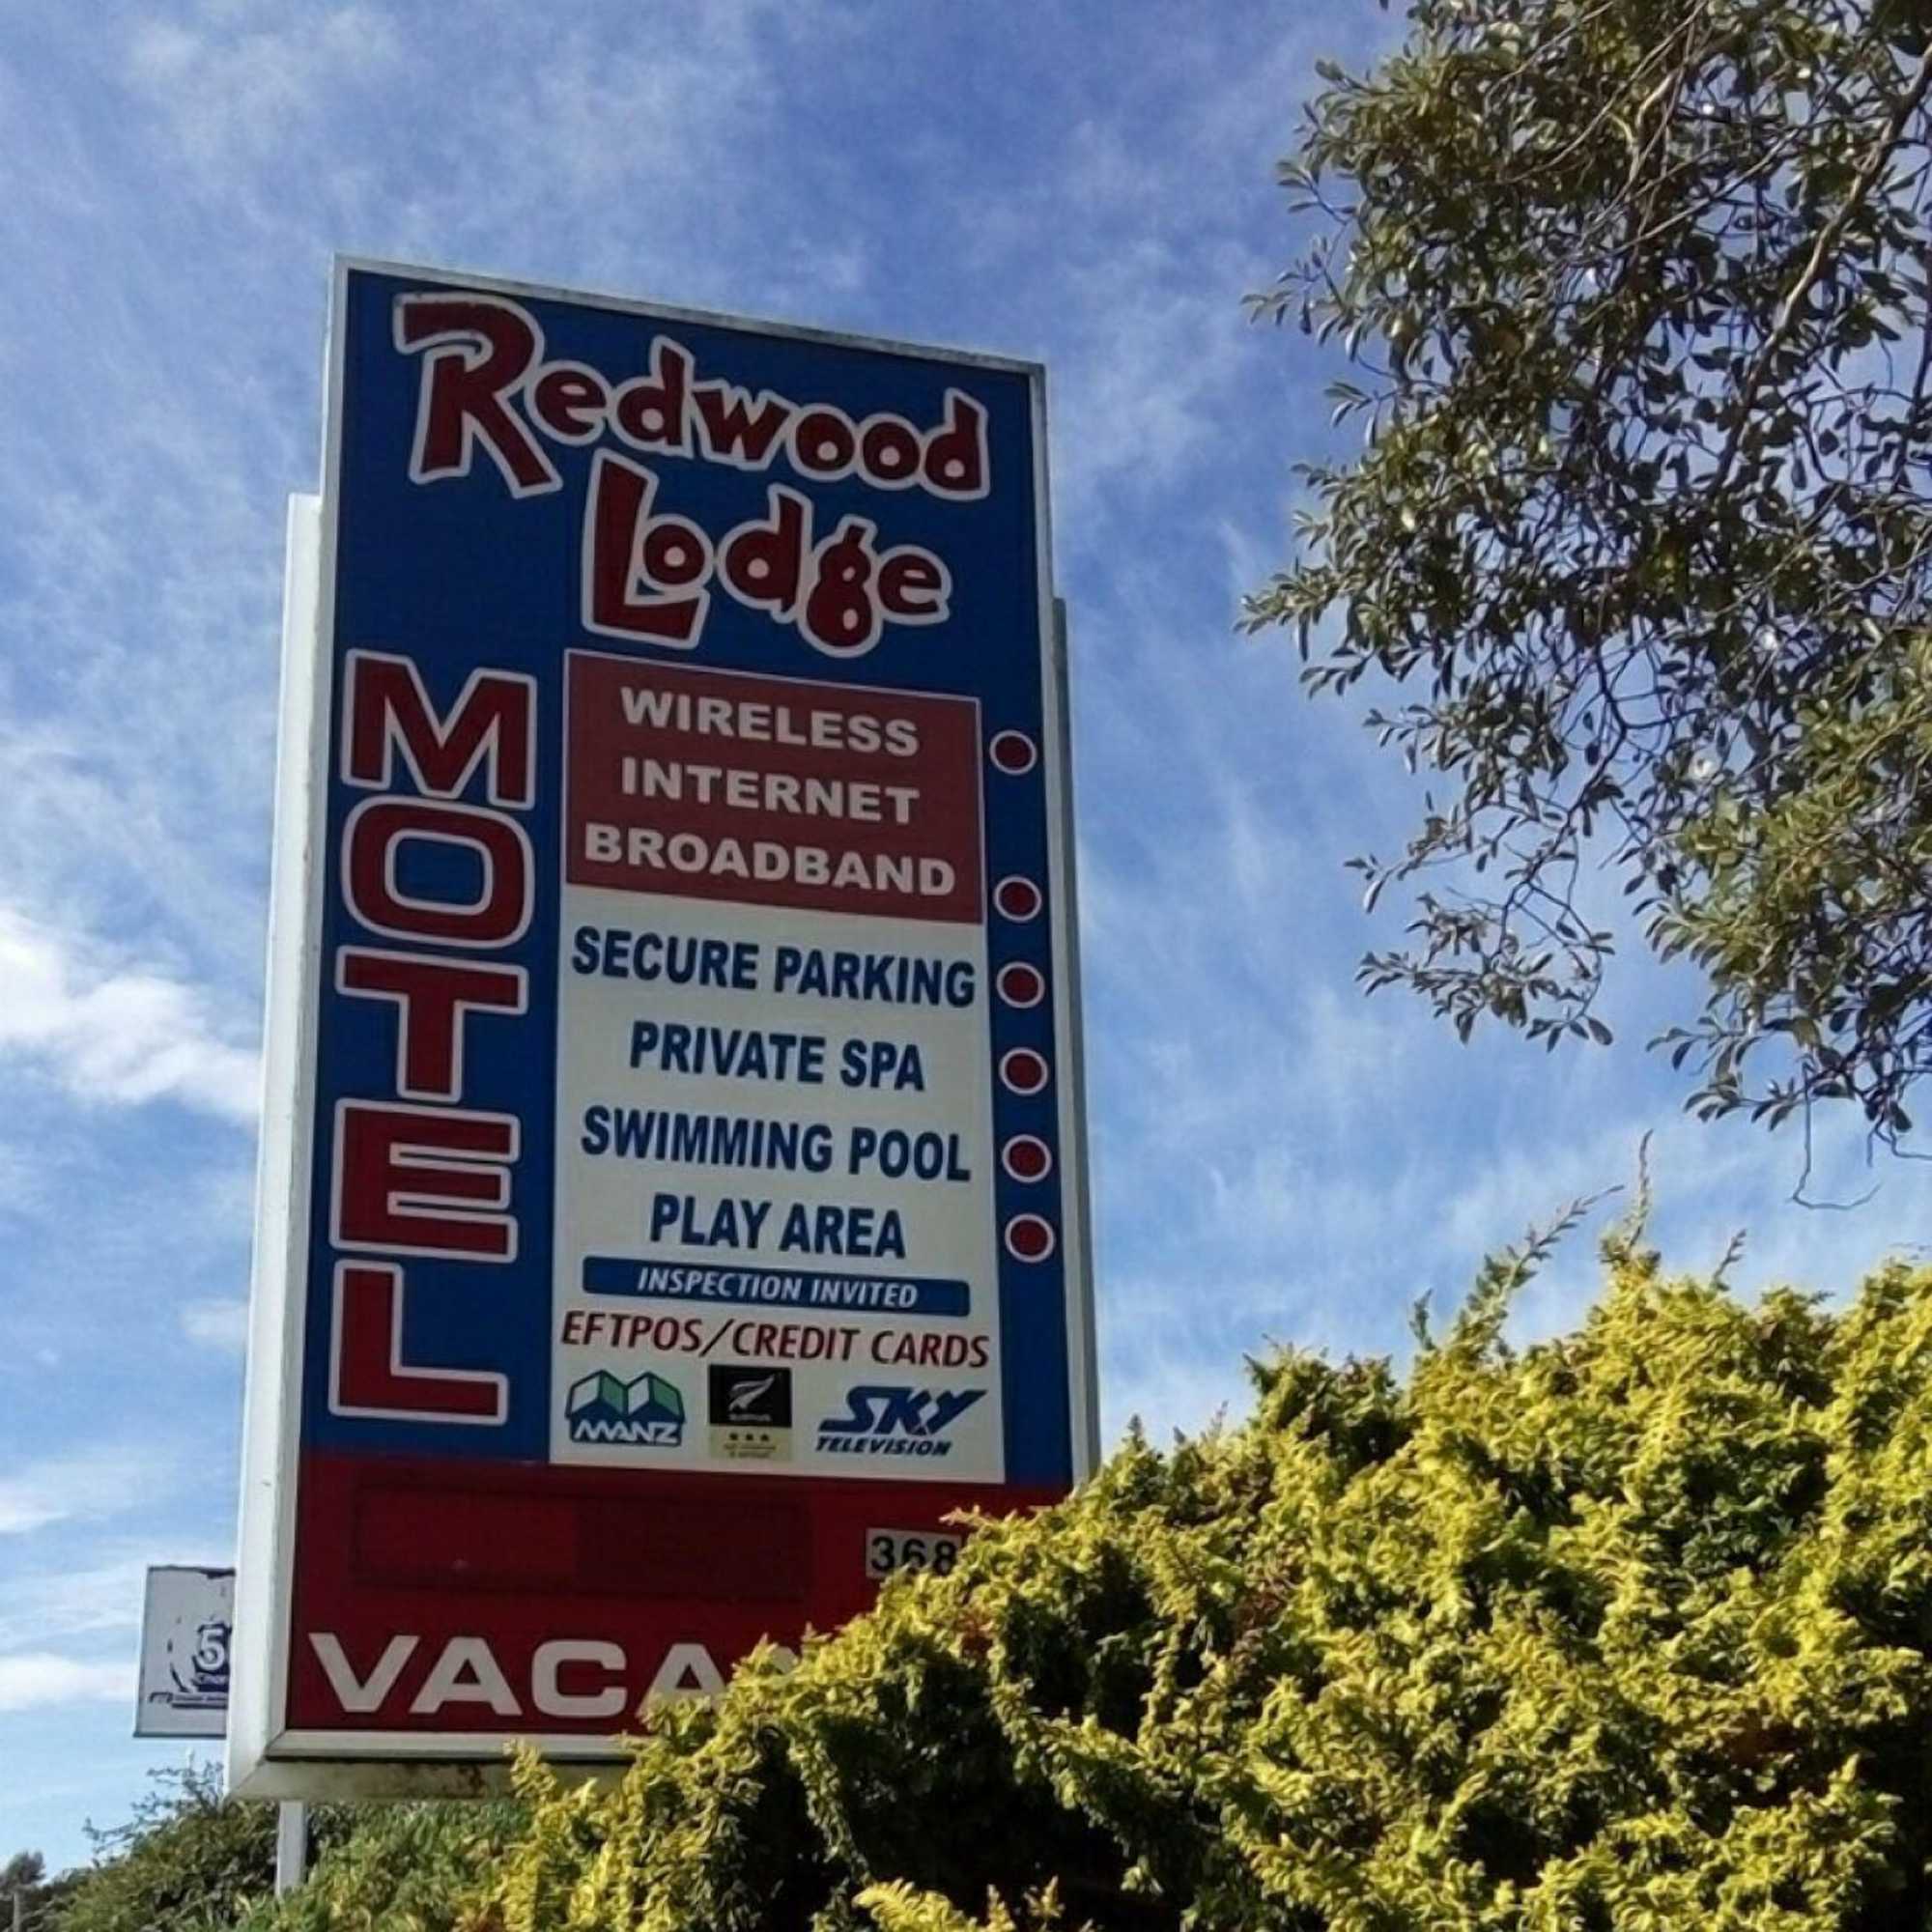 Redwood
Lodge
MOTEL
WIRELESS
INTERNET
BROADBAND
SECURE PARKING
PRIVATE SPA
SWIMMING POOL
PLAY AREA
INSPECTION INVITED
EFTPOS/CREDIT CARDS
MANZ
SKY
TELEVISION
368
VACA
5